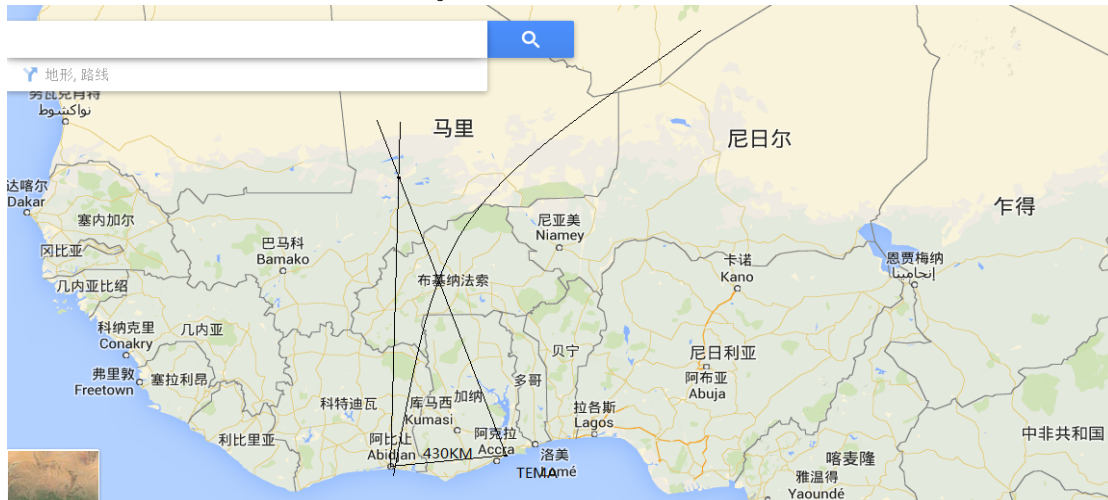 地形, 路线
努瓦克肖特
نواكشوط
马里
尼日尔
达喀尔
Dakar
塞内加尔
乍得
尼亚美
Niamey
冈比亚
巴马科
Bamako
恩贾梅纳
إنجامينا
卡诺
Kano
几内亚比绍
布基纳法索
科纳克里
Conakry
几内亚
贝宁
尼日利亚
弗里敦
Freetown
塞拉利昂
多哥
阿布亚
Abuja
科特迪瓦
库马西
Kumasi
加纳
拉各斯
Lagos
利比里亚
阿比让
Abidjan
430KM
阿克拉
Accra
洛美
Lomé
TEMA
中非共和国
喀麦隆
雅温得
Yaoundé